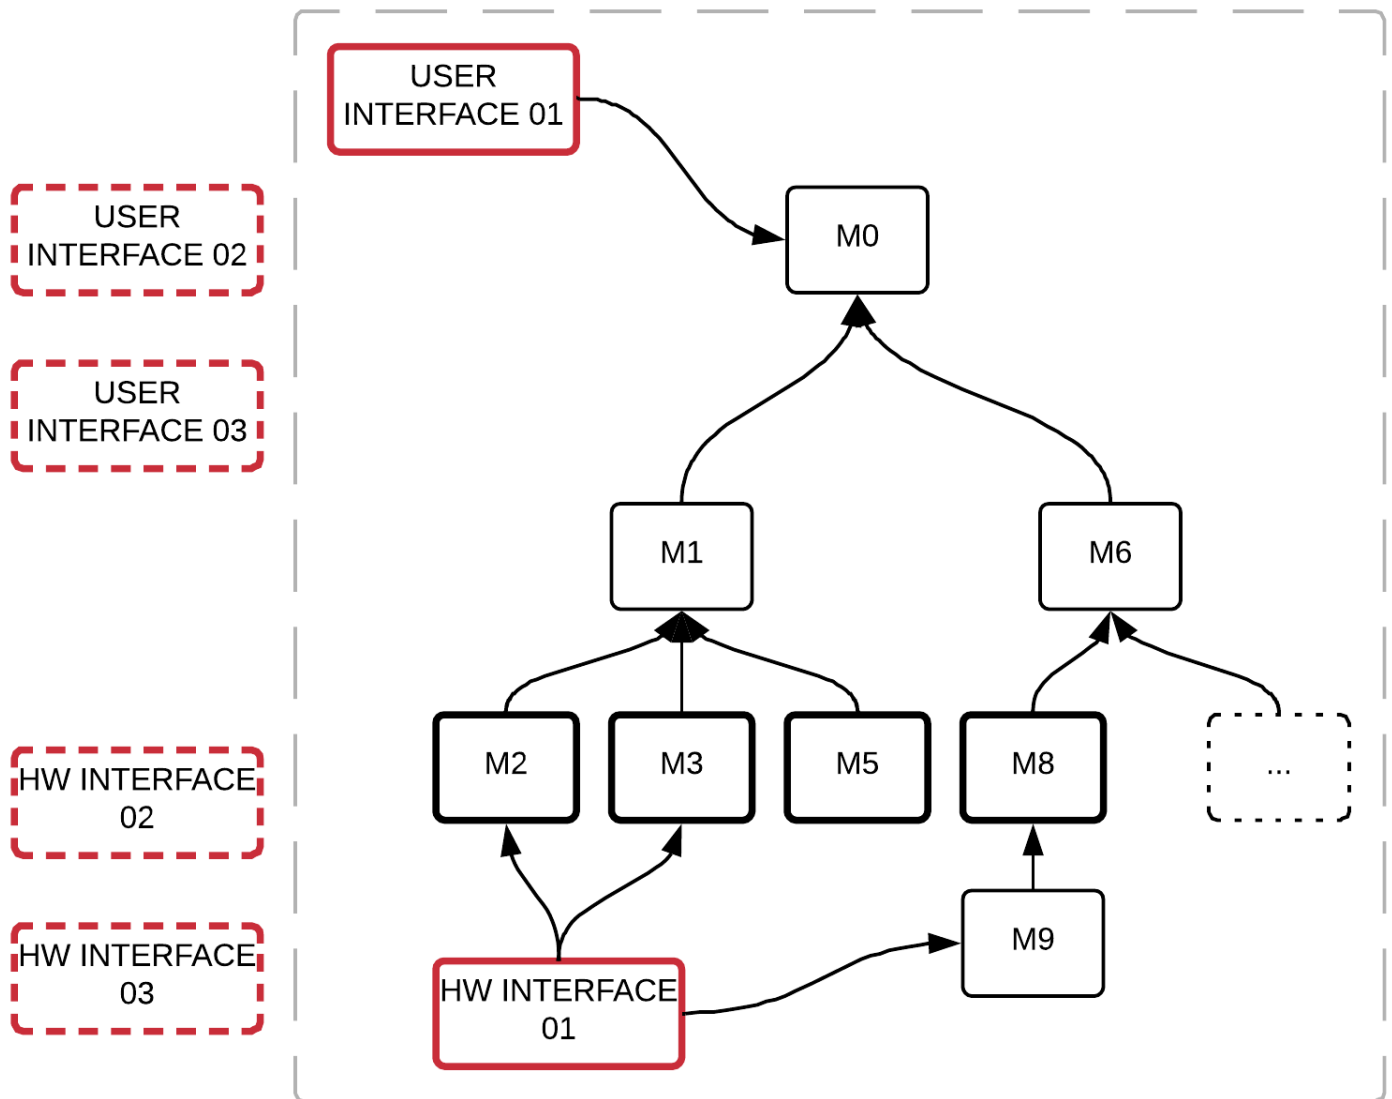 USER
INTERFACE 01
USER
INTERFACE 02
M0
USER
INTERFACE 03
M1
M6
M2
M3
M5
M8
...
HW INTERFACE
02
M9
HW INTERFACE
03
HW INTERFACE
01